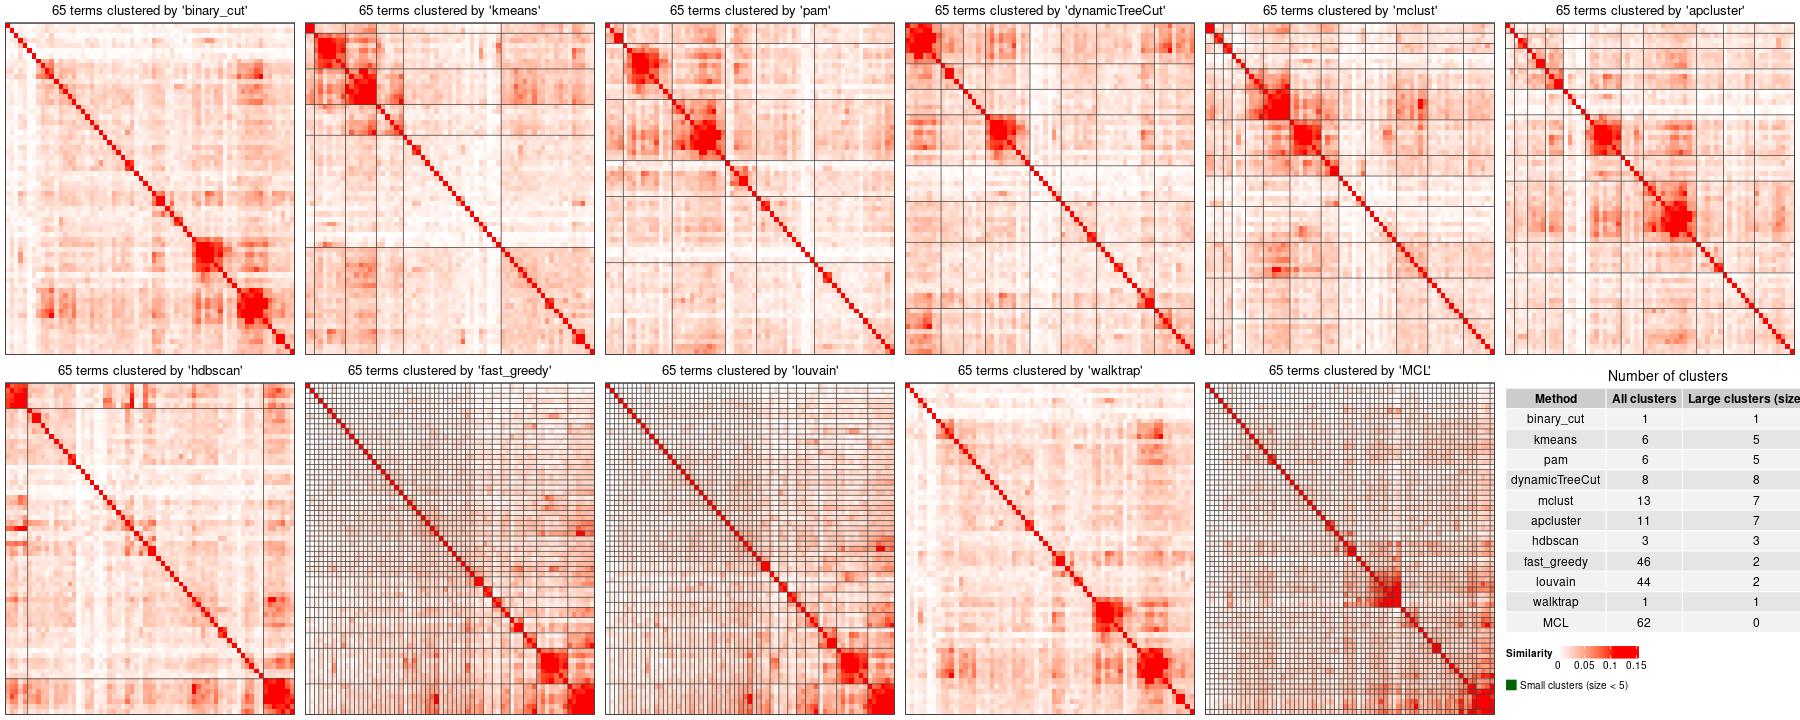 65 terms clustered by 'binary_cut'
65 terms clustered by 'kmeans'
65 terms clustered by 'pam'
65 terms clustered by 'dynamicTreeCut'
65 terms clustered by 'mclust'
65 terms clustered by 'apcluster'
65 terms clustered by 'hdbscan'
65 terms clustered by 'fast_greedy'
65 terms clustered by 'louvain'
65 terms clustered by 'walktrap'
65 terms clustered by 'MCL'
Number of clusters
Method All clusters Large clusters (size
binary_cut 1 1
kmeans 6 5
pam 6 5
dynamicTreeCut 8 8
mclust 13 7
apcluster 11 7
hdbscan 3 3
fast_greedy 46 2
louvain 44 2
walktrap 1 1
MCL 62 0
Similarity
0 0.05 0.1 0.15
Small clusters (size < 5)